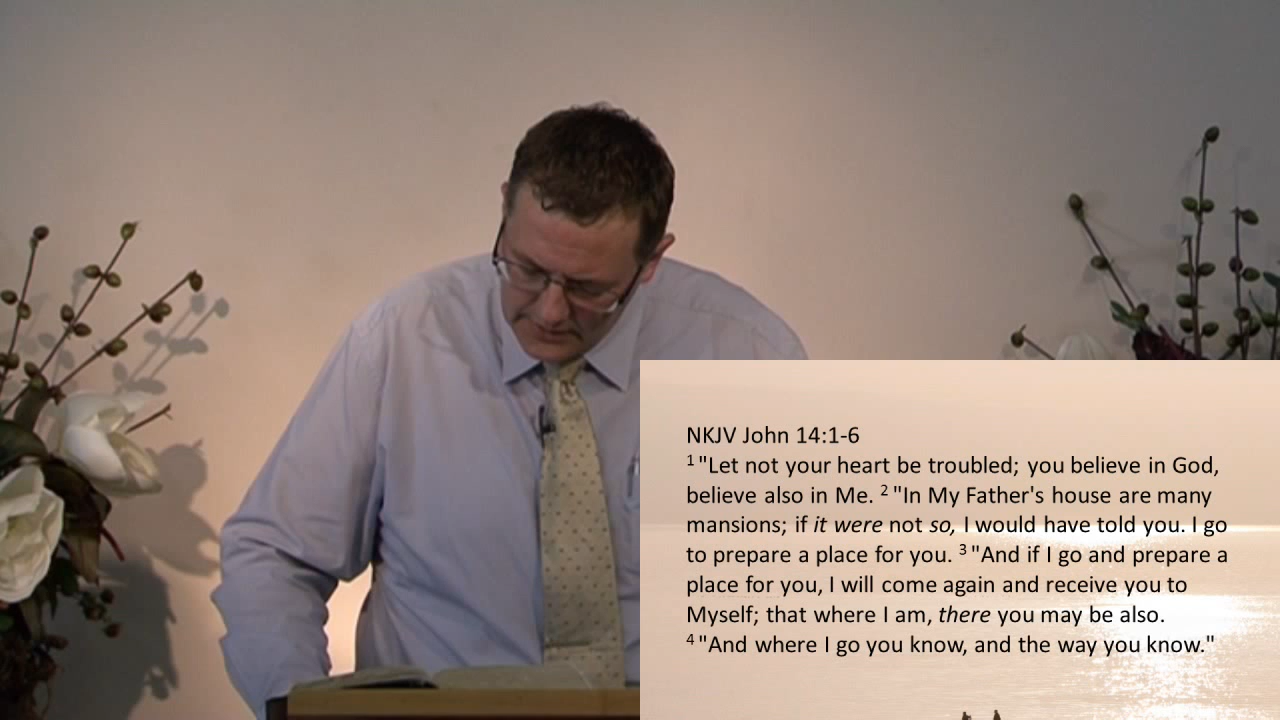 NKJV John 14:1-6
1 "Let not your heart be troubled; you believe in God,
believe also in Me. 2 "In My Father's house are many
mansions; if it were not so, I would have told you. I go
to prepare a place for you. 3 "And if I go and prepare a
place for you, I will come again and receive you to
Myself; that where I am, there you may be also.
4 "And where I go you know, and the way you know."